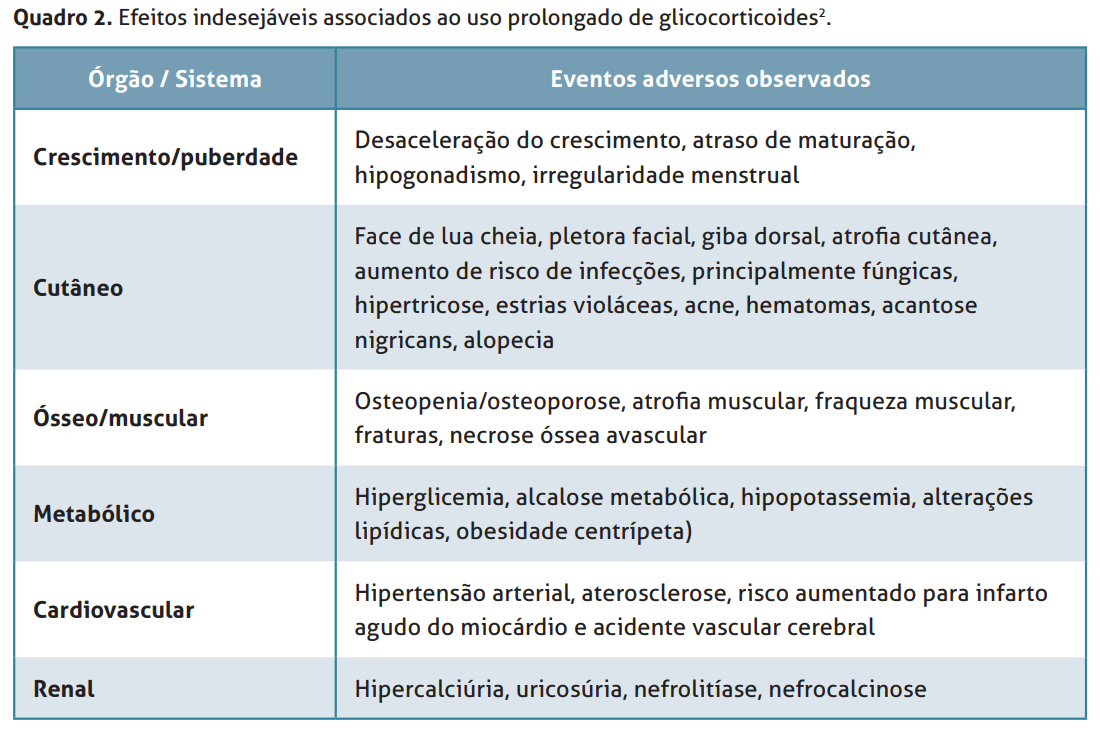 Quadro 2. Efeitos indesejáveis associados ao uso prolongado de glicocorticoides².
Órgão / Sistema
Eventos adversos observados
Crescimento/puberdade
Desaceleração do crescimento, atraso de maturação,
hipogonadismo, irregularidade menstrual
Cutâneo
Face de lua cheia, pletora facial, giba dorsal, atrofia cutânea,
aumento de risco de infecções, principalmente fúngicas,
hipertricose, estrias violáceas, acne, hematomas, acantose
nigricans, alopecia
Ósseo/muscular
Osteopenia/osteoporose, atrofia muscular, fraqueza muscular,
fraturas, necrose óssea avascular
Metabólico
Hiperglicemia, alcalose metabólica, hipopotassemia, alterações
lipídicas, obesidade centrípeta)
Cardiovascular
Hipertensão arterial, aterosclerose, risco aumentado para infarto
agudo do miocárdio e acidente vascular cerebral
Renal
Hipercalciúria, uricosúria, nefrolitíase, nefrocalcinose